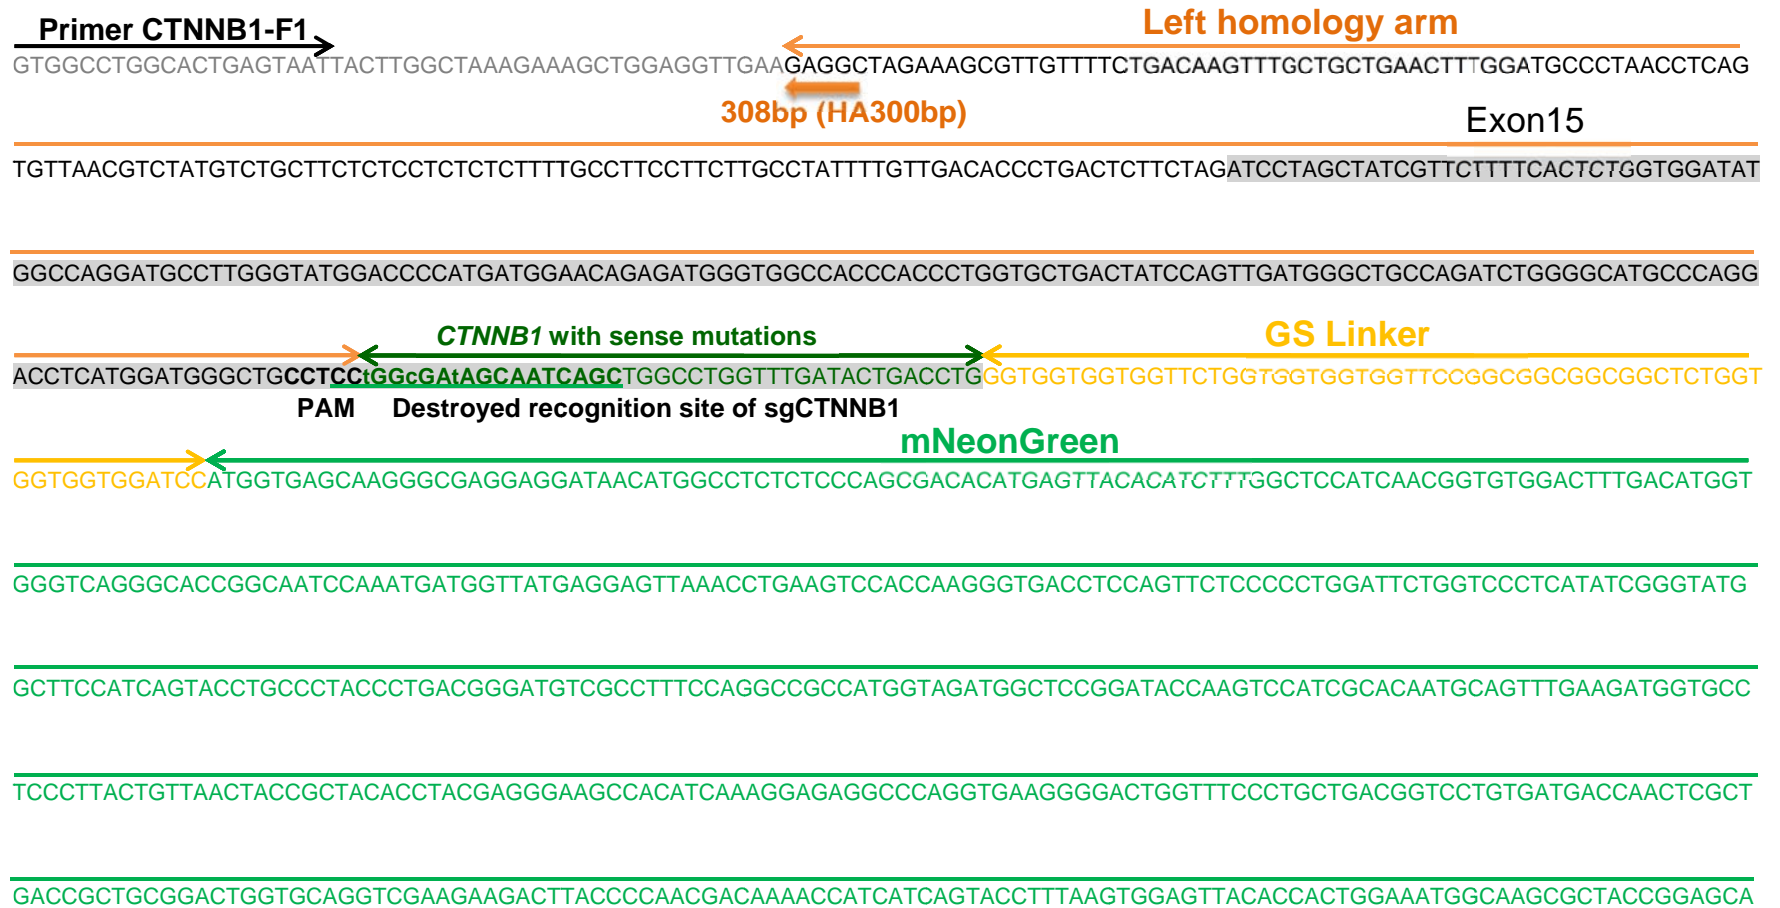 Primer CTNNB1-F1
Left homology arm
GTGGCCTGGCACTGAGTAATTACTTGGCTAAAGAAAGCTGGAGGTTGAAGAGGCTAGAAAGCGTTGTTTTCTGACAAGTTTGCTGCTGAACTTTGGATGCCCTAACCTCAG
308bp (HA300bp)
Exon15
TGTTAACGTCTATGTCTGCTTCTCTCCTCTCTCTTTTGCCTTCCTTCTTGCCTATTTTGTTGACACCCTGACTCTTCTAGATCCTAGCTATCGTTCTTTTCACTCTGGTGGATAT
GGCCAGGATGCCTTGGGTATGGACCCCATGATGGAACAGAGATGGGTGGCCACCCACCCTGGTGCTGACTATCCAGTTGATGGGCTGCCAGATCTGGGGCATGCCCAGG
CTNNB1 with sense mutations
GS Linker
ACCTCATGGATGGGCTGCCTCCtGGcGAtAGCAATCAGCTGGCCTGGTTTGATACTGACCTGGGTGGTGGTGGTTCTGGTGGTGGTGGTTCCGGCGGCGGCGGCTCTGGT
PAM
Destroyed recognition site of sgCTNNB1
mNeonGreen
GGTGGTGGATCCATGGTGAGCAAGGGCGAGGAGGATAACATGGCCTCTCTCCCAGCGACACATGAGTTACACATCTTTGGCTCCATCAACGGTGTGGACTTTGACATGGT
GGGTCAGGGCACCGGCAATCCAAATGATGGTTATGAGGAGTTAAACCTGAAGTCCACCAAGGGTGACCTCCAGTTCTCCCCCTGGATTCTGGTCCCTCATATCGGGTATG
GCTTCCATCAGTACCTGCCCTACCCTGACGGGATGTCGCCTTTCCAGGCCGCCATGGTAGATGGCTCCGGATACCAAGTCCATCGCACAATGCAGTTTGAAGATGGTGCC
TCCCTTACTGTTAACTACCGCTACACCTACGAGGGAAGCCACATCAAAGGAGAGGCCCAGGTGAAGGGGACTGGTTTCCCTGCTGACGGTCCTGTGATGACCAACTCGCT
GACCGCTGCGGACTGGTGCAGGTCGAAGAAGACTTACCCCAACGACAAAACCATCATCAGTACCTTTAAGTGGAGTTACACCACTGGAAATGGCAAGCGCTACCGGAGCA